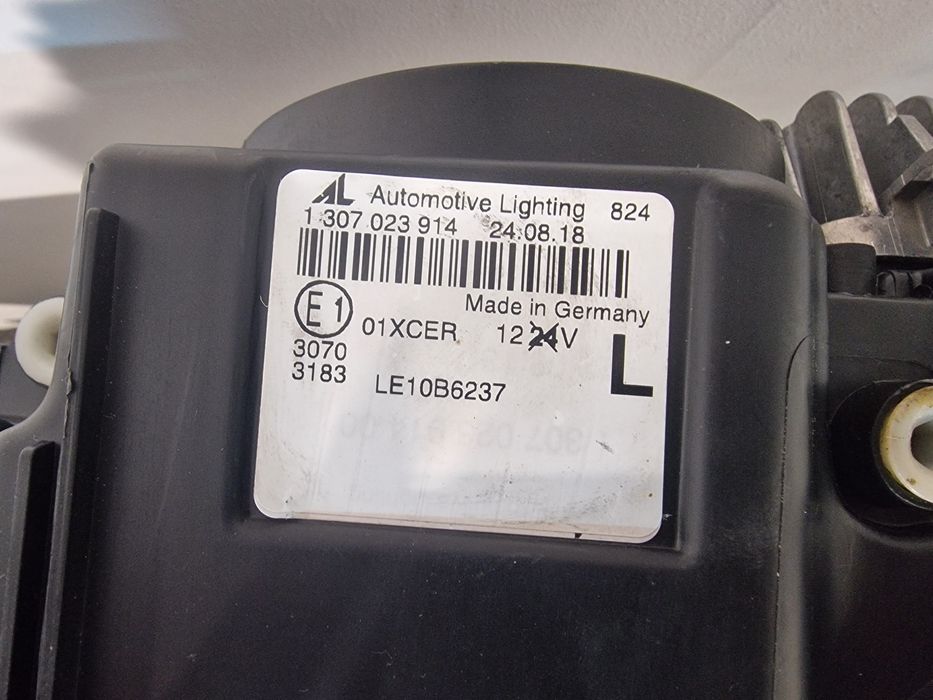 AL Automotive Lighting 824
1 307 023 914 24.08.18
Made in Germany
E1 01XCER 12 24V
3070
3183 LE10B6237
L